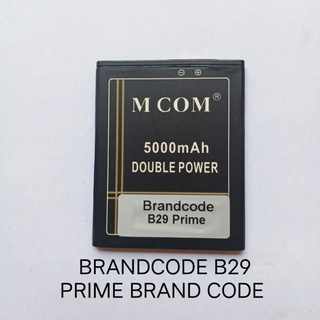 M COM®
5000mAh
DOUBLE POWER
Brandcode
B29 Prime
BRANDCODE B29
PRIME BRAND CODE